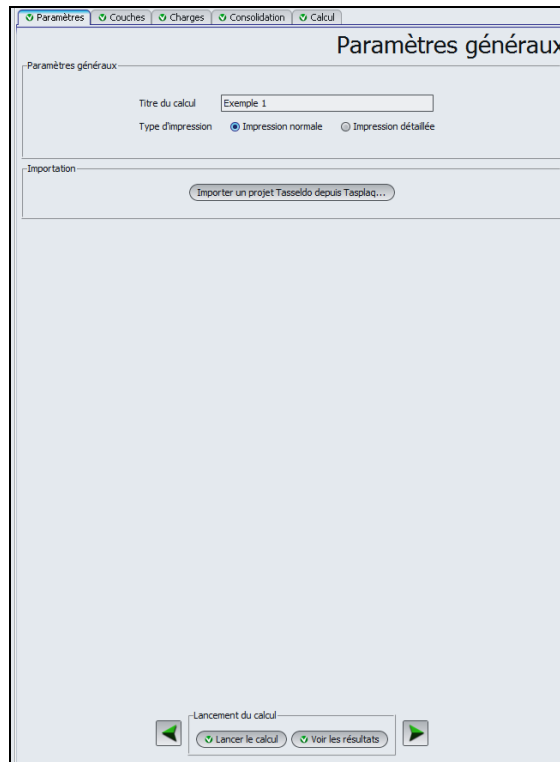 Paramètres Couches Charges Consolidation Calcul
Paramètres généraux
Paramètres généraux
Titre du calcul Exemple 1
Type d'impression Impression normale Impression détaillée
Importation
Importer un projet Tasseldo depuis Tasplaq...
Lancement du calcul
Lancer le calcul Voir les résultats